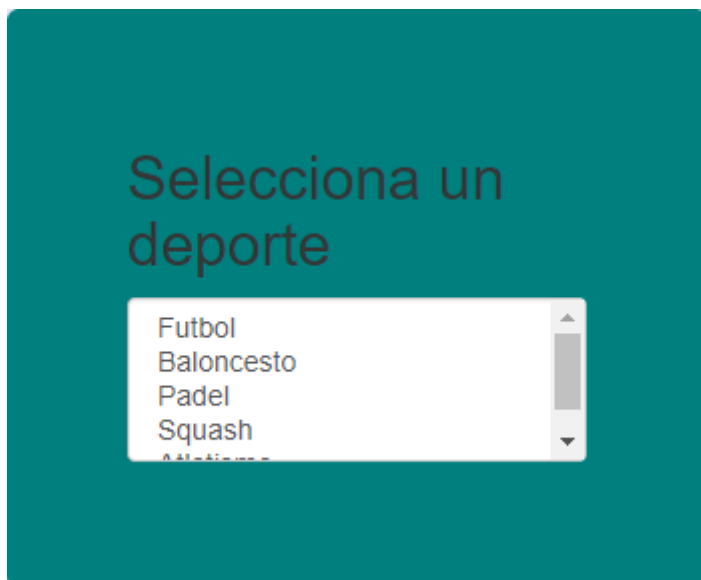 Selecciona un
deporte
Futbol
Baloncesto
Padel
Squash